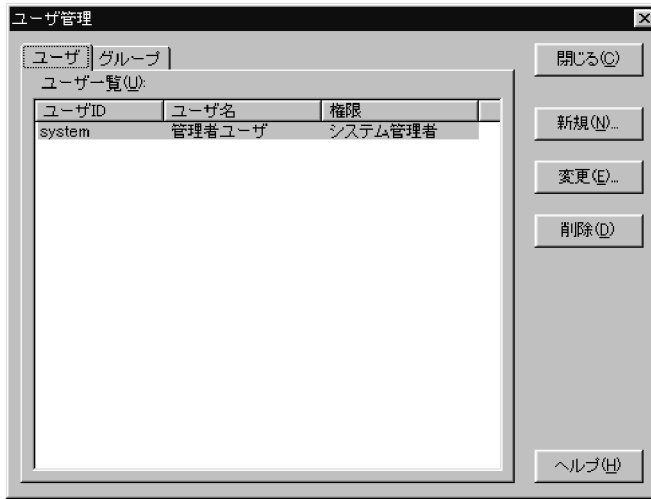 ユーザ管理
ユーザ グループ
ユーザ一覧(U):
ユーザID ユーザ名 権限
system 管理者ユーザ システム管理者
閉じる(C)
新規(N)...
変更(E)...
削除(D)
ヘルプ(H)